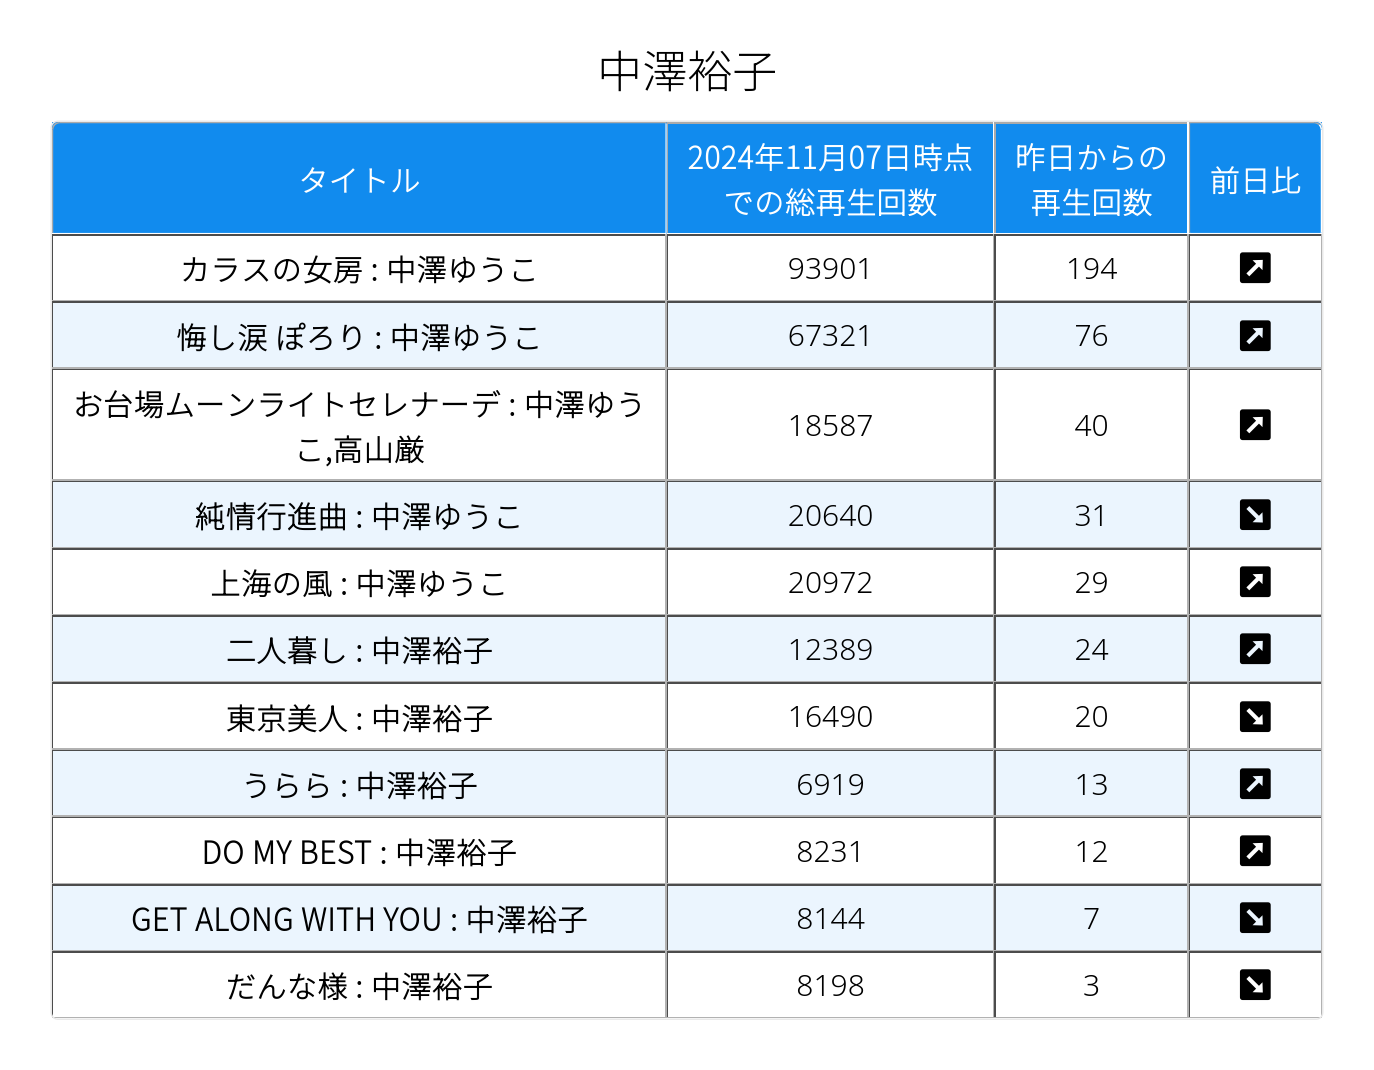 中澤裕子
タイトル
2024年11月07日時点
での総再生回数
昨日からの
再生回数
前日比
カラスの女房 : 中澤ゆうこ
93901
194
悔し涙 ぽろり : 中澤ゆうこ
67321
76
お台場ムーンライトセレナーデ : 中澤ゆう
こ,高山厳
18587
40
純情行進曲 : 中澤ゆうこ
20640
31
上海の風 : 中澤ゆうこ
20972
29
二人暮し : 中澤裕子
12389
24
東京美人 : 中澤裕子
16490
20
うらら : 中澤裕子
6919
13
DO MY BEST : 中澤裕子
8231
12
GET ALONG WITH YOU : 中澤裕子
8144
7
だんな様 : 中澤裕子
8198
3